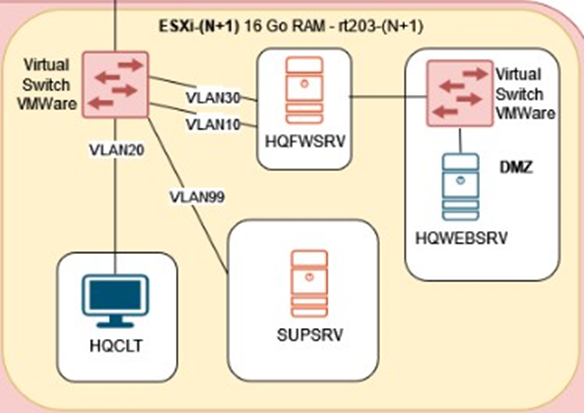 ESXi-(N+1) 16 Go RAM - rt203-(N+1)
Virtual
Switch
VMWare
VLAN30
VLAN10
HQFWSRV
Virtual
Switch
VMWare
VLAN20
DMZ
VLAN99
HQWEBSRV
HQCLT
SUPSRV